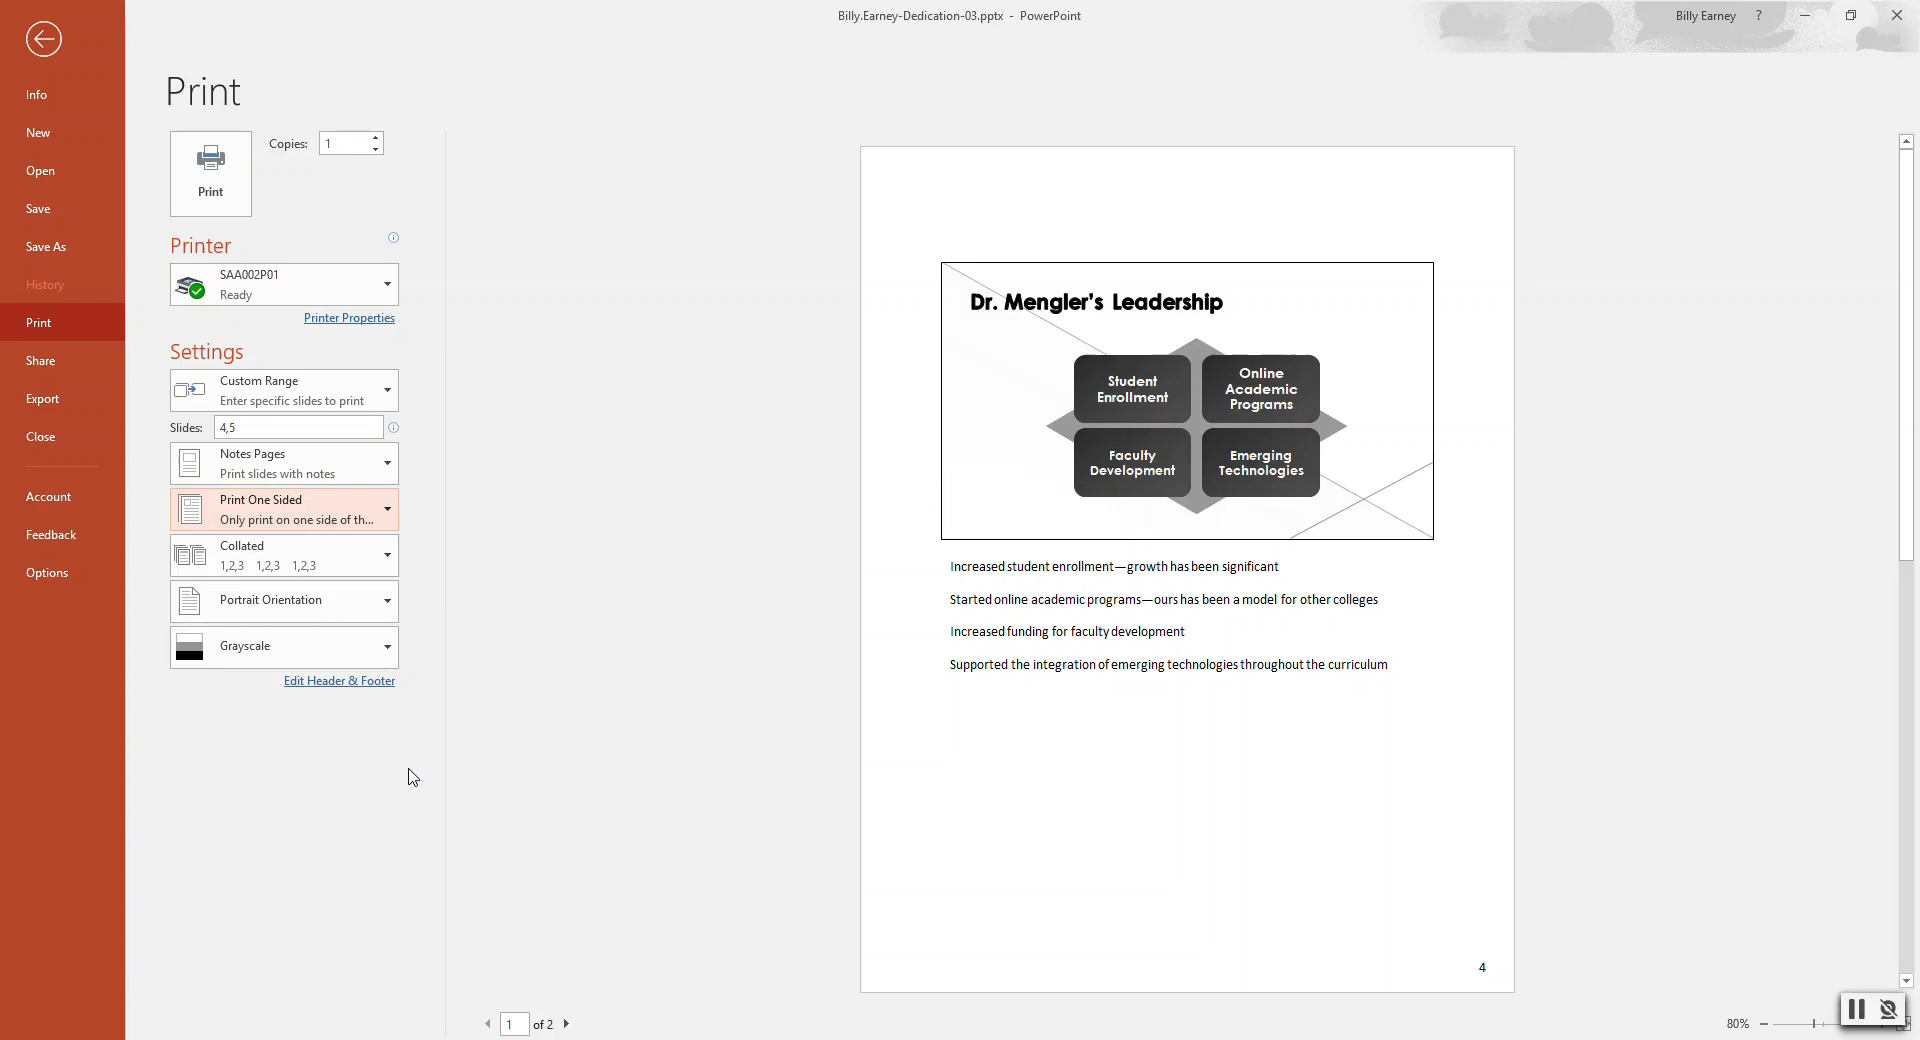 Billy.Earney-Dedication-03.pptx - PowerPoint
Billy Earney
?
Info
New
Open
Save
Save As
History
Print
Share
Export
Close
Account
Feedback
Options
Print
Print
Copies: 1
Printer
SAA002P01
Ready
Printer Properties
Settings
Custom Range
Enter specific slides to print
Slides: 4,5
Notes Pages
Print slides with notes
Print One Sided
Only print on one side of th...
Collated
1,2,3 1,2,3 1,2,3
Portrait Orientation
Grayscale
Edit Header & Footer
Dr. Mengler's Leadership
Student
Enrollment
Online
Academic
Programs
Faculty
Development
Emerging
Technologies
Increased student enrollment—growth has been significant
Started online academic programs—ours has been a model for other colleges
Increased funding for faculty development
Supported the integration of emerging technologies throughout the curriculum
4
1 of 2
80%